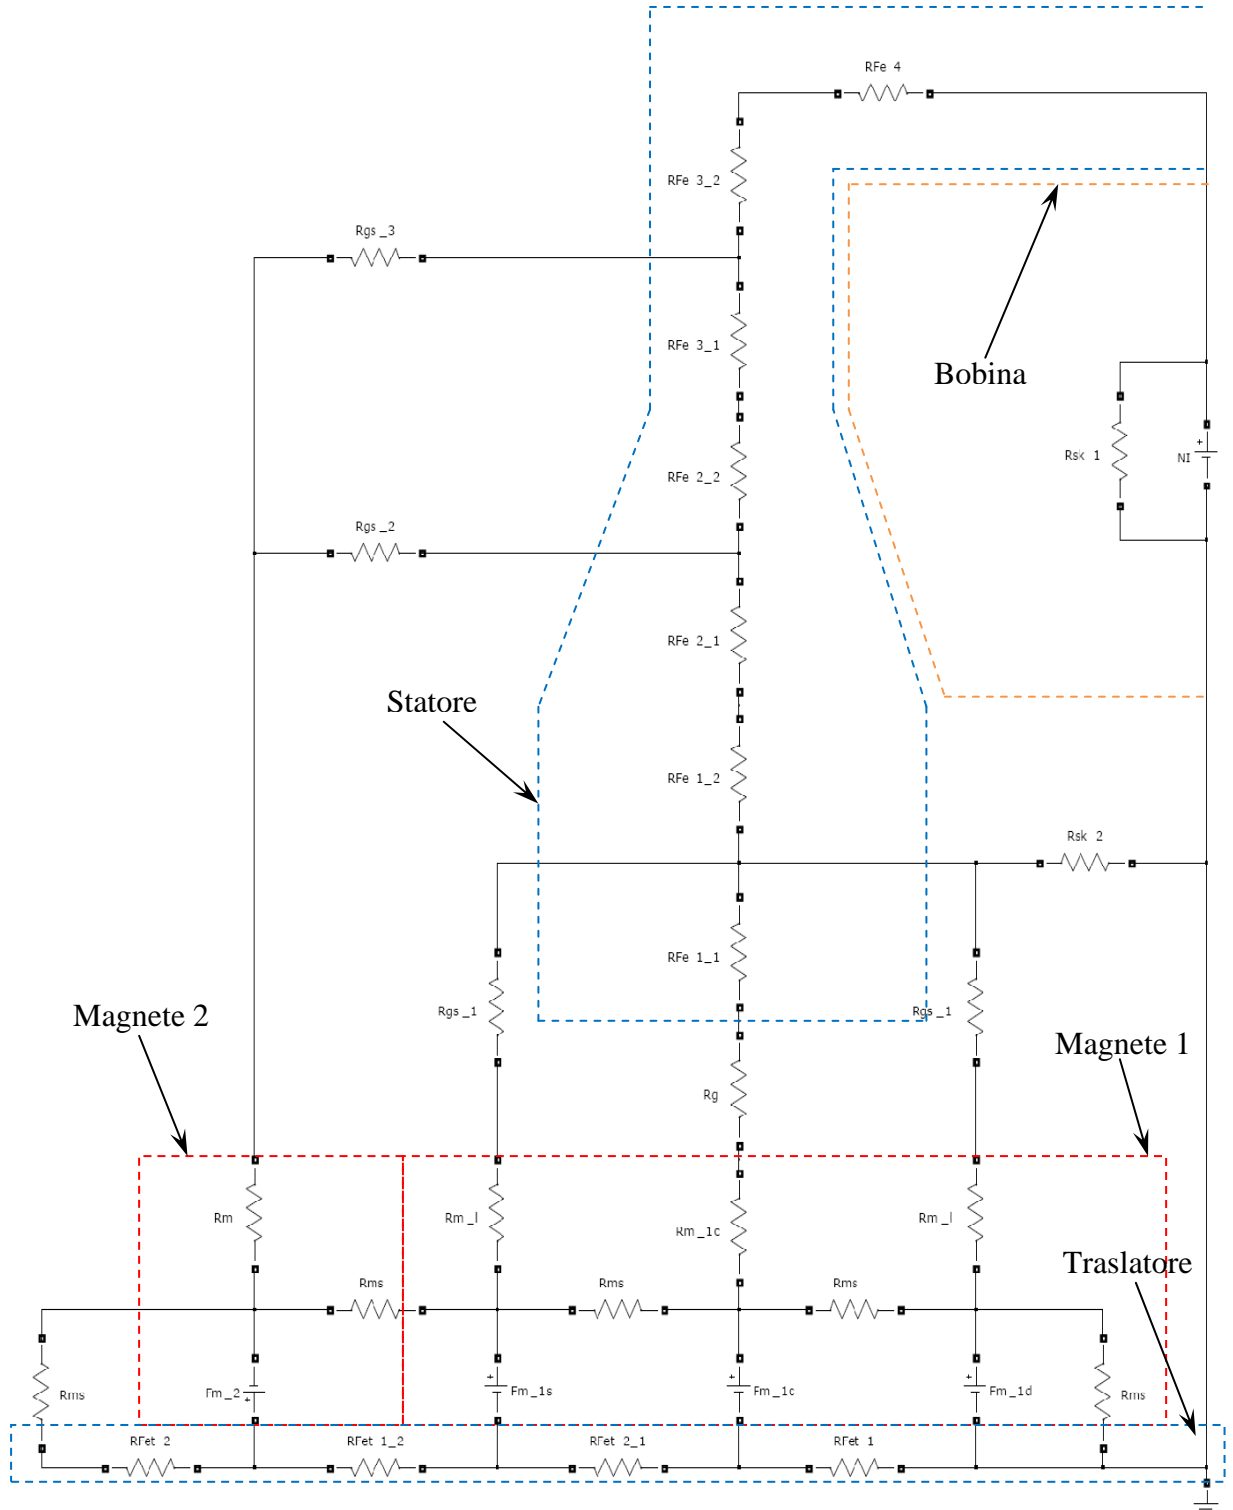 RFe 4
RFe 3_2
Rgs_3
RFe 3_1
Bobina
Rsk 1
+
NI
RFe 2_2
Rgs_2
RFe 2_1
Statore
RFe 1_2
Rsk 2
RFe 1_1
Rgs_1
Rgs_1
Magnete 2
Magnete 1
Rg
Rm
Rm_l
Rm_1c
Rm_l
Traslatore
Rms
Rms
Rms
Rms
Fm_2
+
+
Fm_1s
+
Fm_1c
+
Fm_1d
Rms
RFet 2
RFet 1_2
RFet 2_1
RFet 1